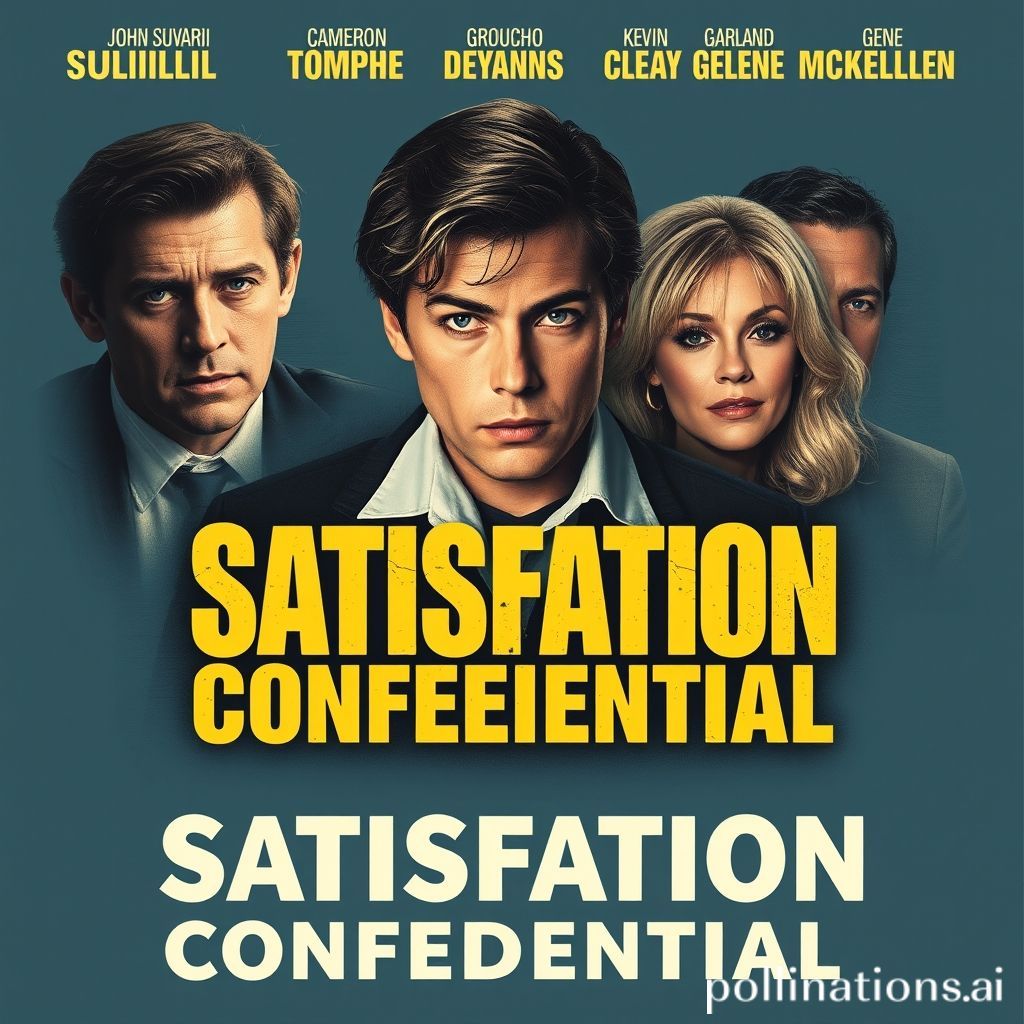 JOHN SUVARII CAMERON GROUCHO KEVIN GARLAND GENE
SULIIILLIL TOMPHE DEYANNS CLEAY GELENE MCKELLLEN
SATISFATION
CONFEEIENTIAL
SATISFATION
CONFEDENTIAL
pollinations.ai